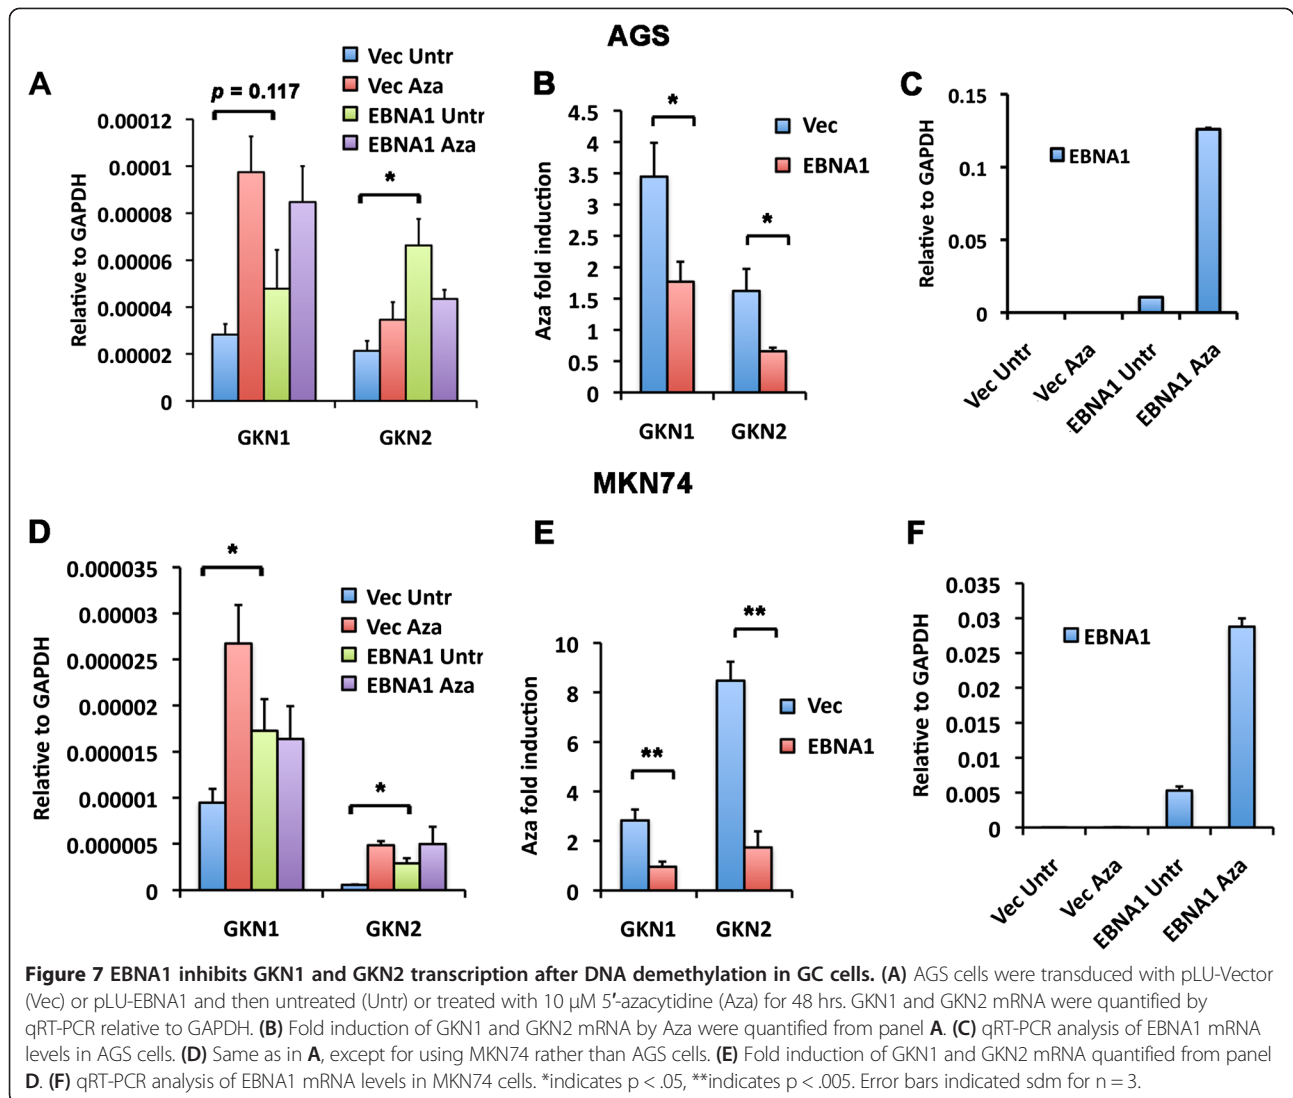 AGS
A
Vec Untr
Vec Aza
EBNA1 Untr
EBNA1 Aza
p = 0.117
*
Relative to GAPDH
0.00012
0.0001
0.00008
0.00006
0.00004
0.00002
0
GKN1
GKN2
B
*
*
Vec
EBNA1
Aza fold induction
4.5
4
3.5
3
2.5
2
1.5
1
0.5
0
GKN1
GKN2
C
EBNA1
Relative to GAPDH
0.15
0.1
0.05
0
Vec Untr
Vec Aza
EBNA1 Untr
EBNA1 Aza
MKN74
D
*
*
Vec Untr
Vec Aza
EBNA1 Untr
EBNA1 Aza
Relative to GAPDH
0.000035
0.00003
0.000025
0.00002
0.000015
0.00001
0.000005
0
GKN1
GKN2
E
**
**
Vec
EBNA1
Aza fold induction
10
8
6
4
2
0
GKN1
GKN2
F
EBNA1
Relative to GAPDH
0.035
0.03
0.025
0.02
0.015
0.01
0.005
0
Vec Untr
Vec Aza
EBNA1 Untr
EBNA1 Aza
Figure 7 EBNA1 inhibits GKN1 and GKN2 transcription after DNA demethylation in GC cells. (A) AGS cells were transduced with pLU-Vector
(Vec) or pLU-EBNA1 and then untreated (Untr) or treated with 10 μM 5′-azacytidine (Aza) for 48 hrs. GKN1 and GKN2 mRNA were quantified by
qRT-PCR relative to GAPDH. (B) Fold induction of GKN1 and GKN2 mRNA by Aza were quantified from panel A. (C) qRT-PCR analysis of EBNA1 mRNA
levels in AGS cells. (D) Same as in A, except for using MKN74 rather than AGS cells. (E) Fold induction of GKN1 and GKN2 mRNA quantified from panel
D. (F) qRT-PCR analysis of EBNA1 mRNA levels in MKN74 cells. *indicates p < .05, **indicates p < .005. Error bars indicated sdm for n = 3.